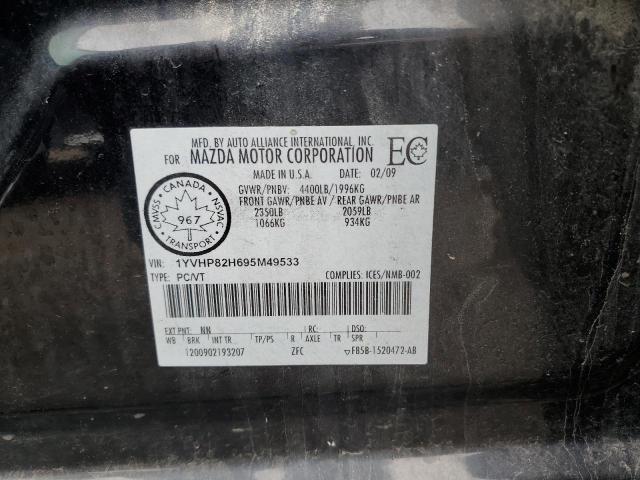 MFD. BY AUTO ALLIANCE INTERNATIONAL, INC.
FOR MAZDA MOTOR CORPORATION EC
MADE IN U.S.A. DATE: 02/09
GVWR/PNBV: 4400LB/1996KG
FRONT GAWR/PNBE AV / REAR GAWR/PNBE AR
2350LB 2059LB
1066KG 934KG
CANADA
CMVSS 967 NSVAC
TRANSPORT
VIN: 1YVHP82H695M49533
TYPE: PC/VT COMPLIES: ICES/NMB-002
EXT PNT: NN RC: DSO:
WB BRK INT TR TP/PS R AXLE SPR
1200902193207 ZFC ▽FB5B-1520472-AB